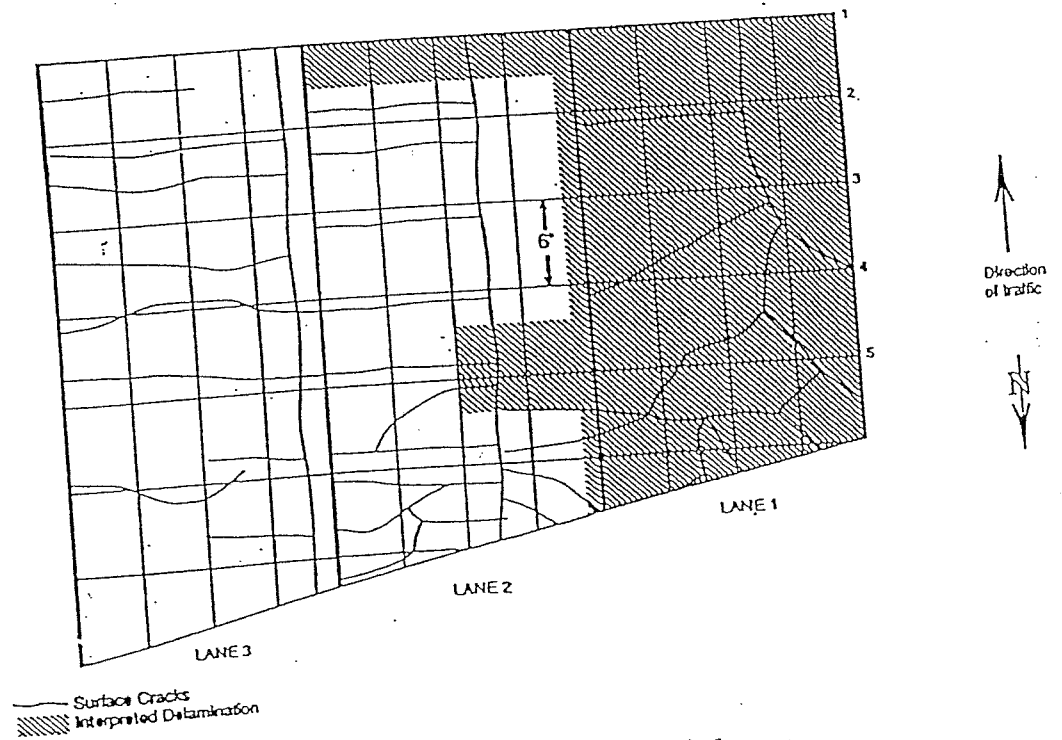 1
2
3
6"
4
Direction
of traffic
5
N
LANE 1
LANE 2
LANE 3
Surface Cracks
Interpreted Delamination